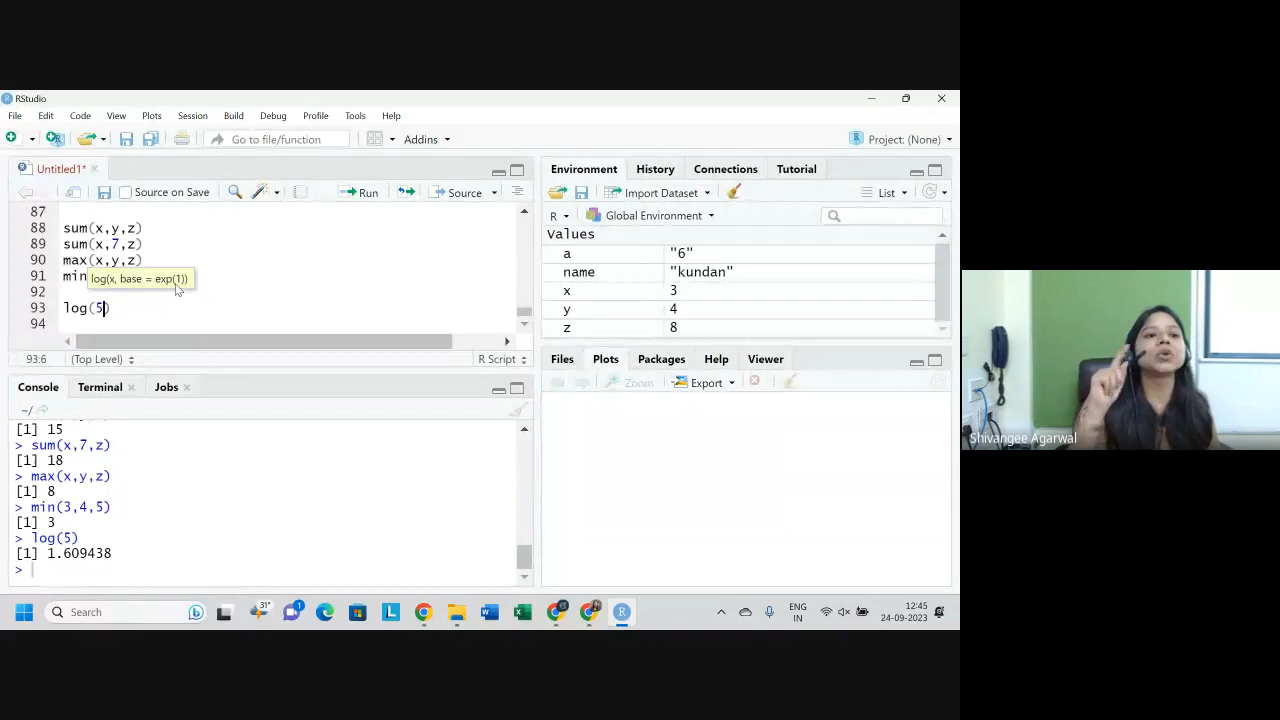 RStudio
File Edit Code View Plots Session Build Debug Profile Tools Help
Go to file/function Addins Project: (None)
Untitled1*
Source on Save Run Source
87
88 sum(x,y,z)
89 sum(x,7,z)
90 max(x,y,z)
91 min
log(x, base = exp(1))
92
93 log(5)
94
93:6 (Top Level) R Script
Console Terminal Jobs
~/
[1] 15
> sum(x,7,z)
[1] 18
> max(x,y,z)
[1] 8
> min(3,4,5)
[1] 3
> log(5)
[1] 1.609438
>
Environment History Connections Tutorial
Import Dataset List
R Global Environment
Values
a "6"
name "kundan"
x 3
y 4
z 8
Files Plots Packages Help Viewer
Zoom Export
Shivangee Agarwal
Search
31°
1
ENG
IN
12:45
24-09-2023